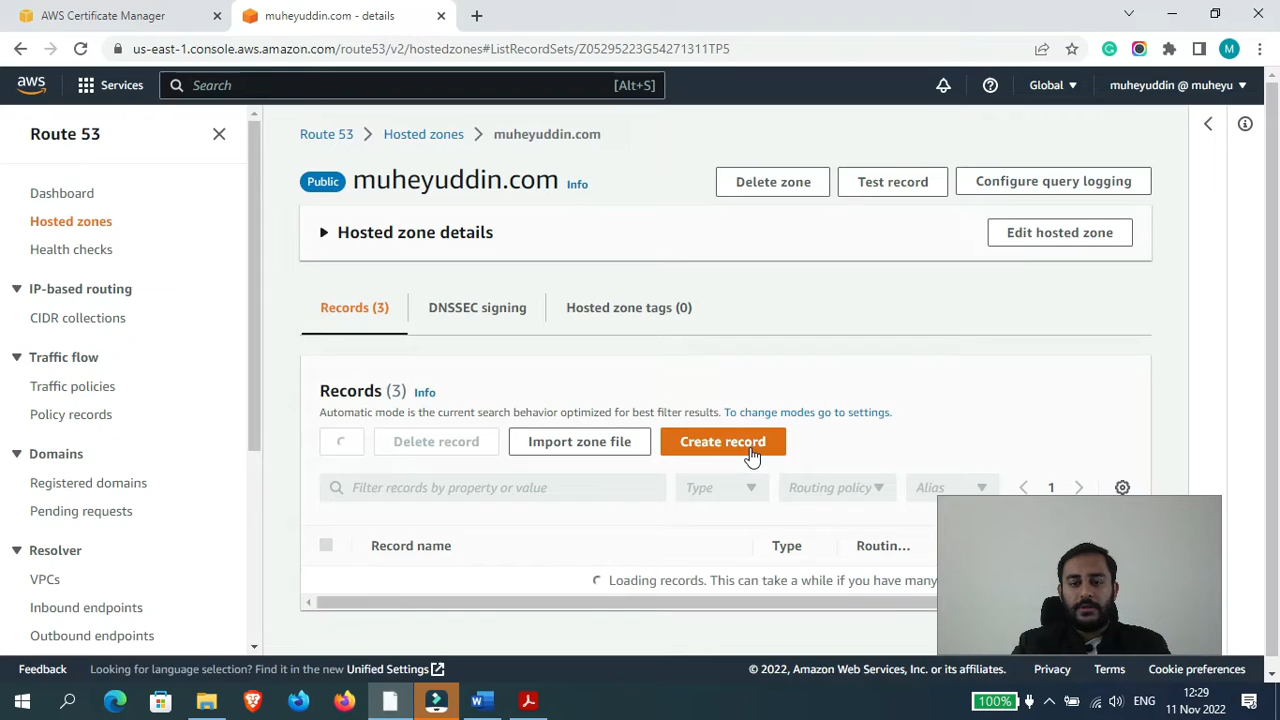 AWS Certificate Manager
muheyuddin.com - details
us-east-1.console.aws.amazon.com/route53/v2/hostedzones#ListRecordSets/Z05295223G54271311TP5
M
aws
Services
Search
[Alt+S]
Global
muheyuddin @ muheyu
Route 53
Dashboard
Hosted zones
Health checks
IP-based routing
CIDR collections
Traffic flow
Traffic policies
Policy records
Domains
Registered domains
Pending requests
Resolver
VPCs
Inbound endpoints
Outbound endpoints
Route 53 Hosted zones muheyuddin.com
Public muheyuddin.com Info
Delete zone
Test record
Configure query logging
Hosted zone details
Edit hosted zone
Records (3)
DNSSEC signing
Hosted zone tags (0)
Records (3) Info
Automatic mode is the current search behavior optimized for best filter results. To change modes go to settings.
Delete record
Import zone file
Create record
Filter records by property or value
Type
Routing policy
Alias
1
Record name
Type
Routin...
Loading records. This can take a while if you have many
Feedback
Looking for language selection? Find it in the new Unified Settings
© 2022, Amazon Web Services, Inc. or its affiliates.
Privacy
Terms
Cookie preferences
100%
ENG
12:29
11 Nov 2022